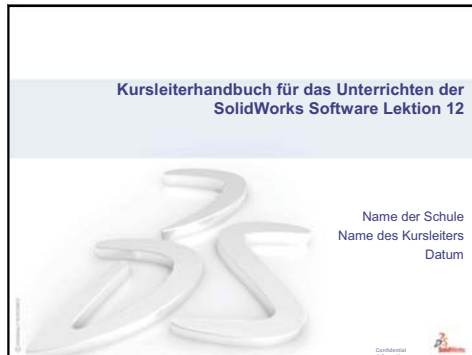 Kursleiterhandbuch für das Unterrichten der
SolidWorks Software Lektion 12
Name der Schule
Name des Kursleiters
Datum
Confidential
SolidWorks